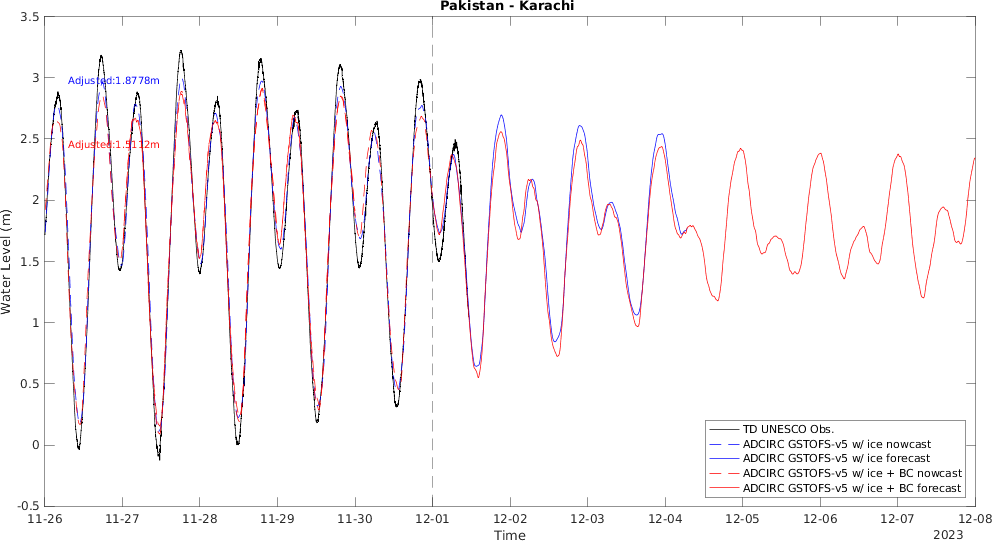 Pakistan - Karachi
3.5
3
2.5
2
1.5
1
0.5
0
-0.5
Water Level (m)
Adjusted:1.8778m
Adjusted:1.5112m
TD UNESCO Obs.
ADCIRC GSTOFS-v5 w/ ice nowcast
ADCIRC GSTOFS-v5 w/ ice forecast
ADCIRC GSTOFS-v5 w/ ice + BC nowcast
ADCIRC GSTOFS-v5 w/ ice + BC forecast
11-26 11-27 11-28 11-29 11-30 12-01 12-02 12-03 12-04 12-05 12-06 12-07 12-08
Time
2023